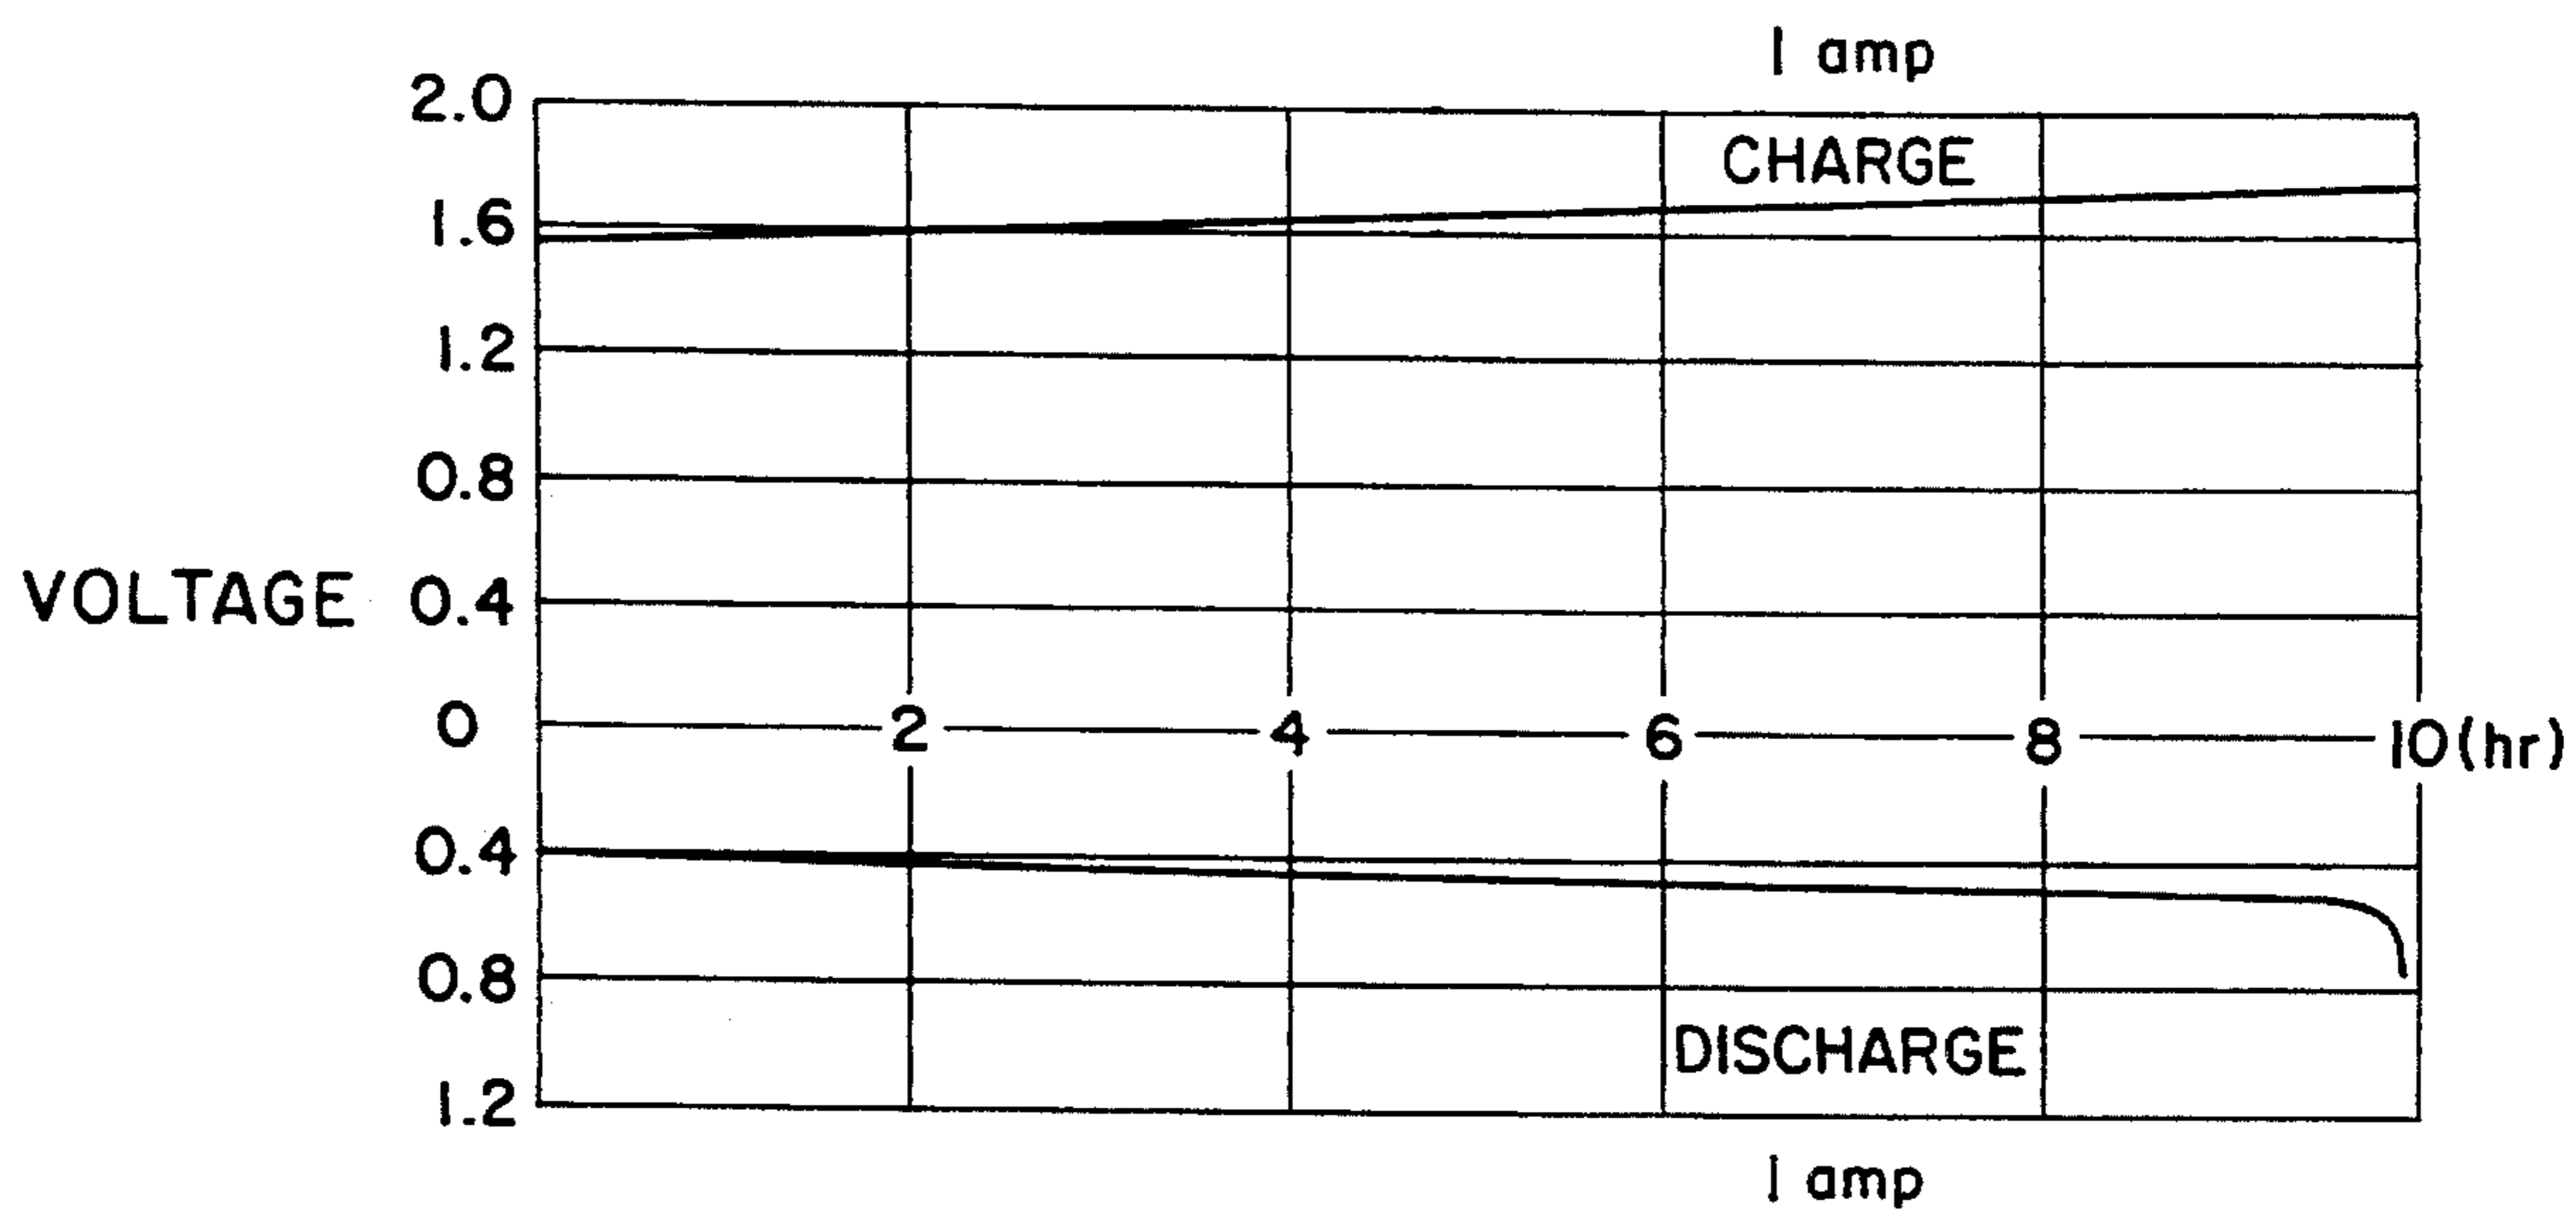 1 amp
2.0
CHARGE
1.6
1.2
0.8
VOLTAGE 0.4
0 2 4 6 8 10 (hr)
0.4
0.8
DISCHARGE
1.2
1 amp